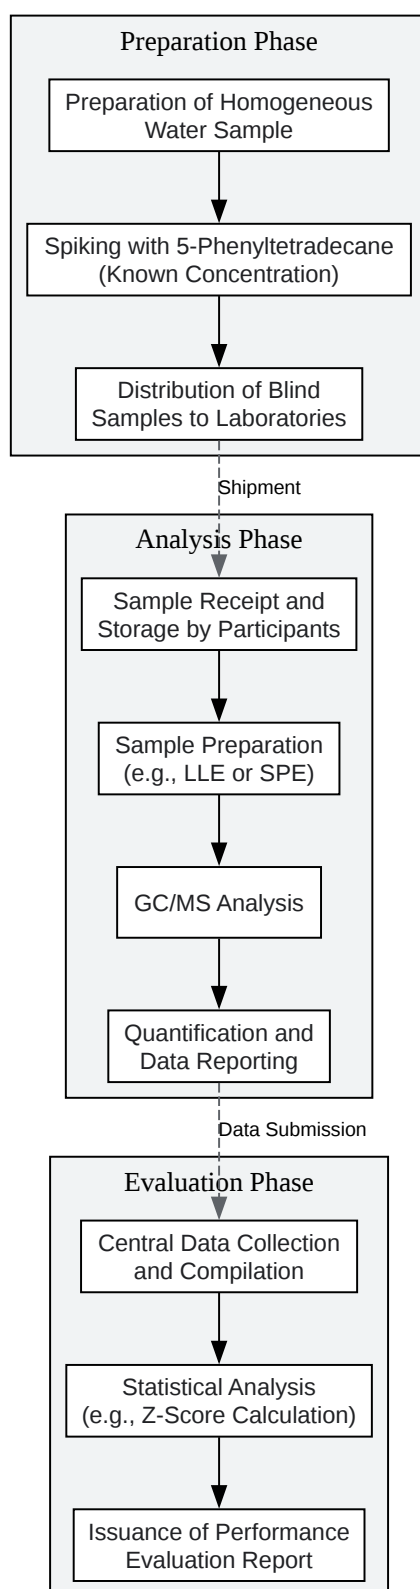 Preparation Phase
Preparation of Homogeneous
Water Sample
Spiking with 5-Phenyltetradecane
(Known Concentration)
Distribution of Blind
Samples to Laboratories
Shipment
Analysis Phase
Sample Receipt and
Storage by Participants
Sample Preparation
(e.g., LLE or SPE)
GC/MS Analysis
Quantification and
Data Reporting
Data Submission
Evaluation Phase
Central Data Collection
and Compilation
Statistical Analysis
(e.g., Z-Score Calculation)
Issuance of Performance
Evaluation Report